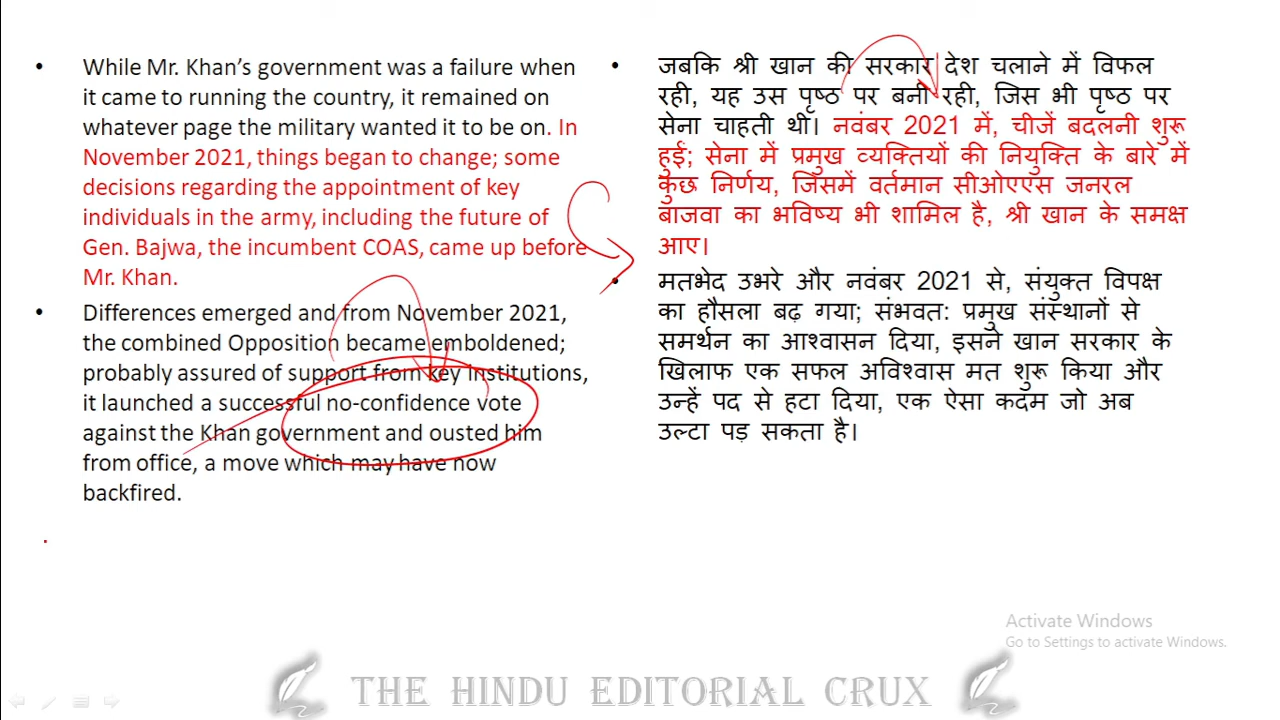 While Mr. Khan’s government was a failure when
it came to running the country, it remained on
whatever page the military wanted it to be on. In
November 2021, things began to change; some
decisions regarding the appointment of key
individuals in the army, including the future of
Gen. Bajwa, the incumbent COAS, came up before
Mr. Khan.
Differences emerged and from November 2021,
the combined Opposition became emboldened;
probably assured of support from key institutions,
it launched a successful no-confidence vote
against the Khan government and ousted him
from office, a move which may have now
backfired.
जबकि श्री खान की सरकार देश चलाने में विफल
रही, यह उस पृष्ठ पर बनी रही, जिस भी पृष्ठ पर
सेना चाहती थी। नवंबर 2021 में, चीजें बदलनी शुरू
हुईं; सेना में प्रमुख व्यक्तियों की नियुक्ति के बारे में
कुछ निर्णय, जिसमें वर्तमान सीओएएस जनरल
बाजवा का भविष्य भी शामिल है, श्री खान के समक्ष
आए।
मतभेद उभरे और नवंबर 2021 से, संयुक्त विपक्ष
का हौसला बढ़ गया; संभवत: प्रमुख संस्थानों से
समर्थन का आश्वासन दिया, इसने खान सरकार के
खिलाफ एक सफल अविश्वास मत शुरू किया और
उन्हें पद से हटा दिया, एक ऐसा कदम जो अब
उल्टा पड़ सकता है।
Activate Windows
Go to Settings to activate Windows.
THE HINDU EDITORIAL CRUX